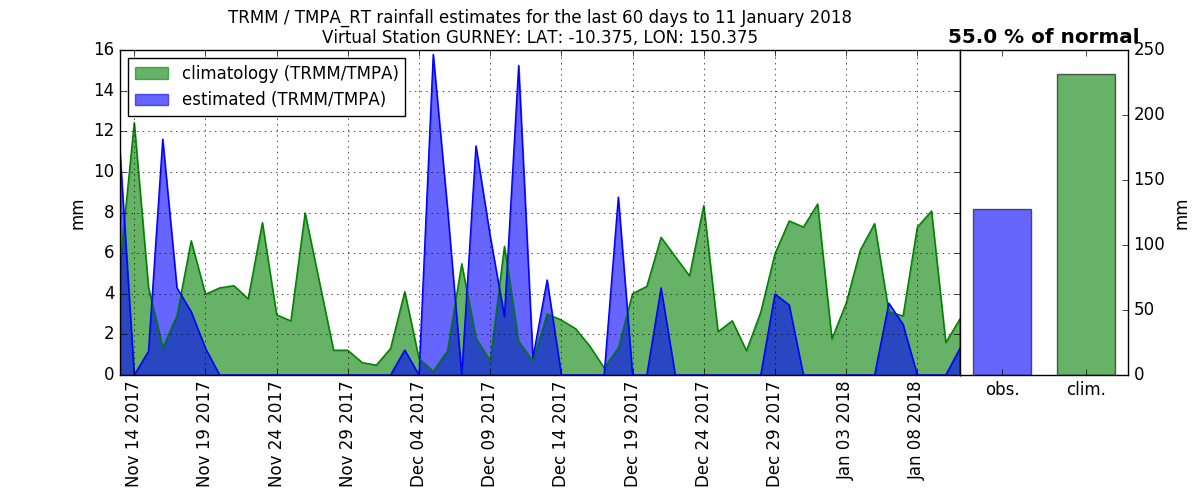 TRMM / TMPA_RT rainfall estimates for the last 60 days to 11 January 2018
Virtual Station GURNEY: LAT: -10.375, LON: 150.375
55.0 % of normal
climatology (TRMM/TMPA)
estimated (TRMM/TMPA)
mm
16
14
12
10
8
6
4
2
0
Nov 14 2017
Nov 19 2017
Nov 24 2017
Nov 29 2017
Dec 04 2017
Dec 09 2017
Dec 14 2017
Dec 19 2017
Dec 24 2017
Dec 29 2017
Jan 03 2018
Jan 08 2018
obs.
clim.
250
200
150
100
50
0
mm